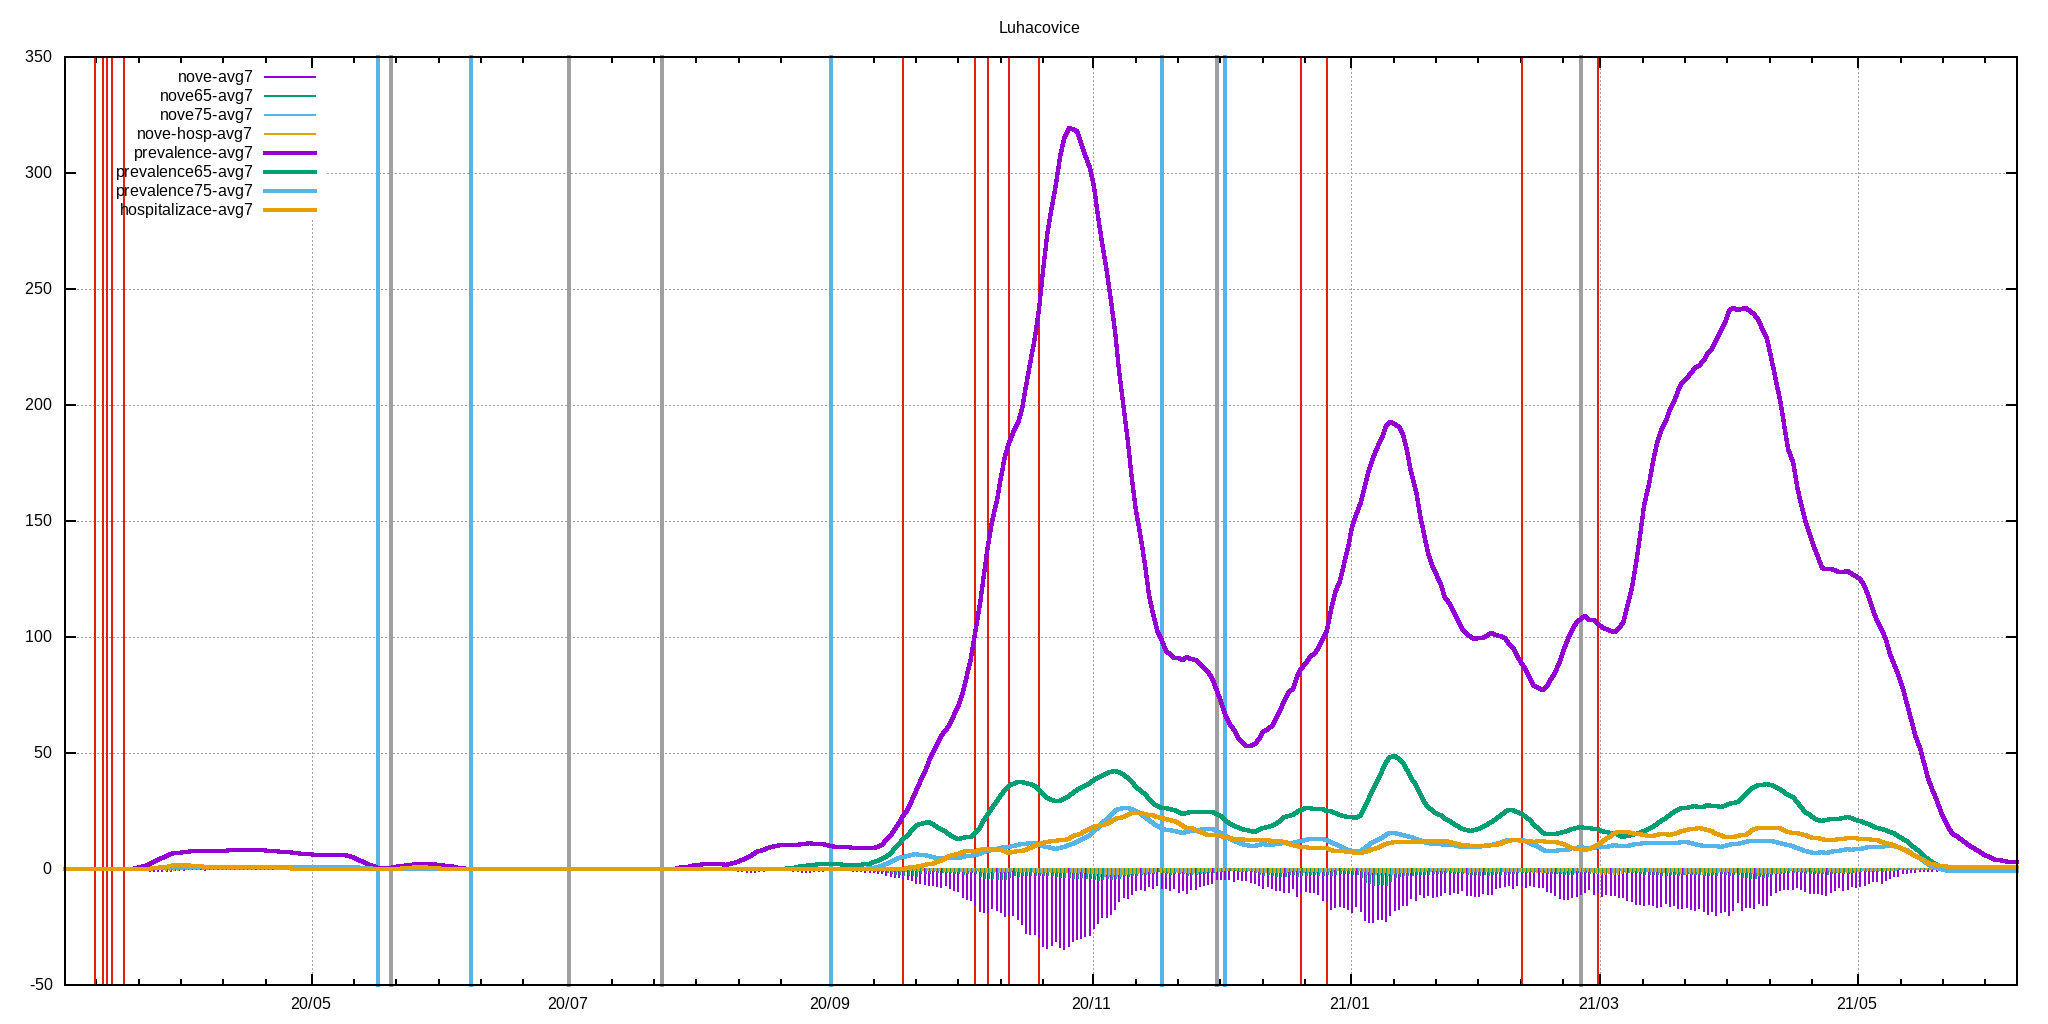 Luhacovice
350
300
250
200
150
100
50
0
-50
nove-avg7
nove65-avg7
nove75-avg7
nove-hosp-avg7
prevalence-avg7
prevalence65-avg7
prevalence75-avg7
hospitalizace-avg7
20/05 20/07 20/09 20/11 21/01 21/03 21/05